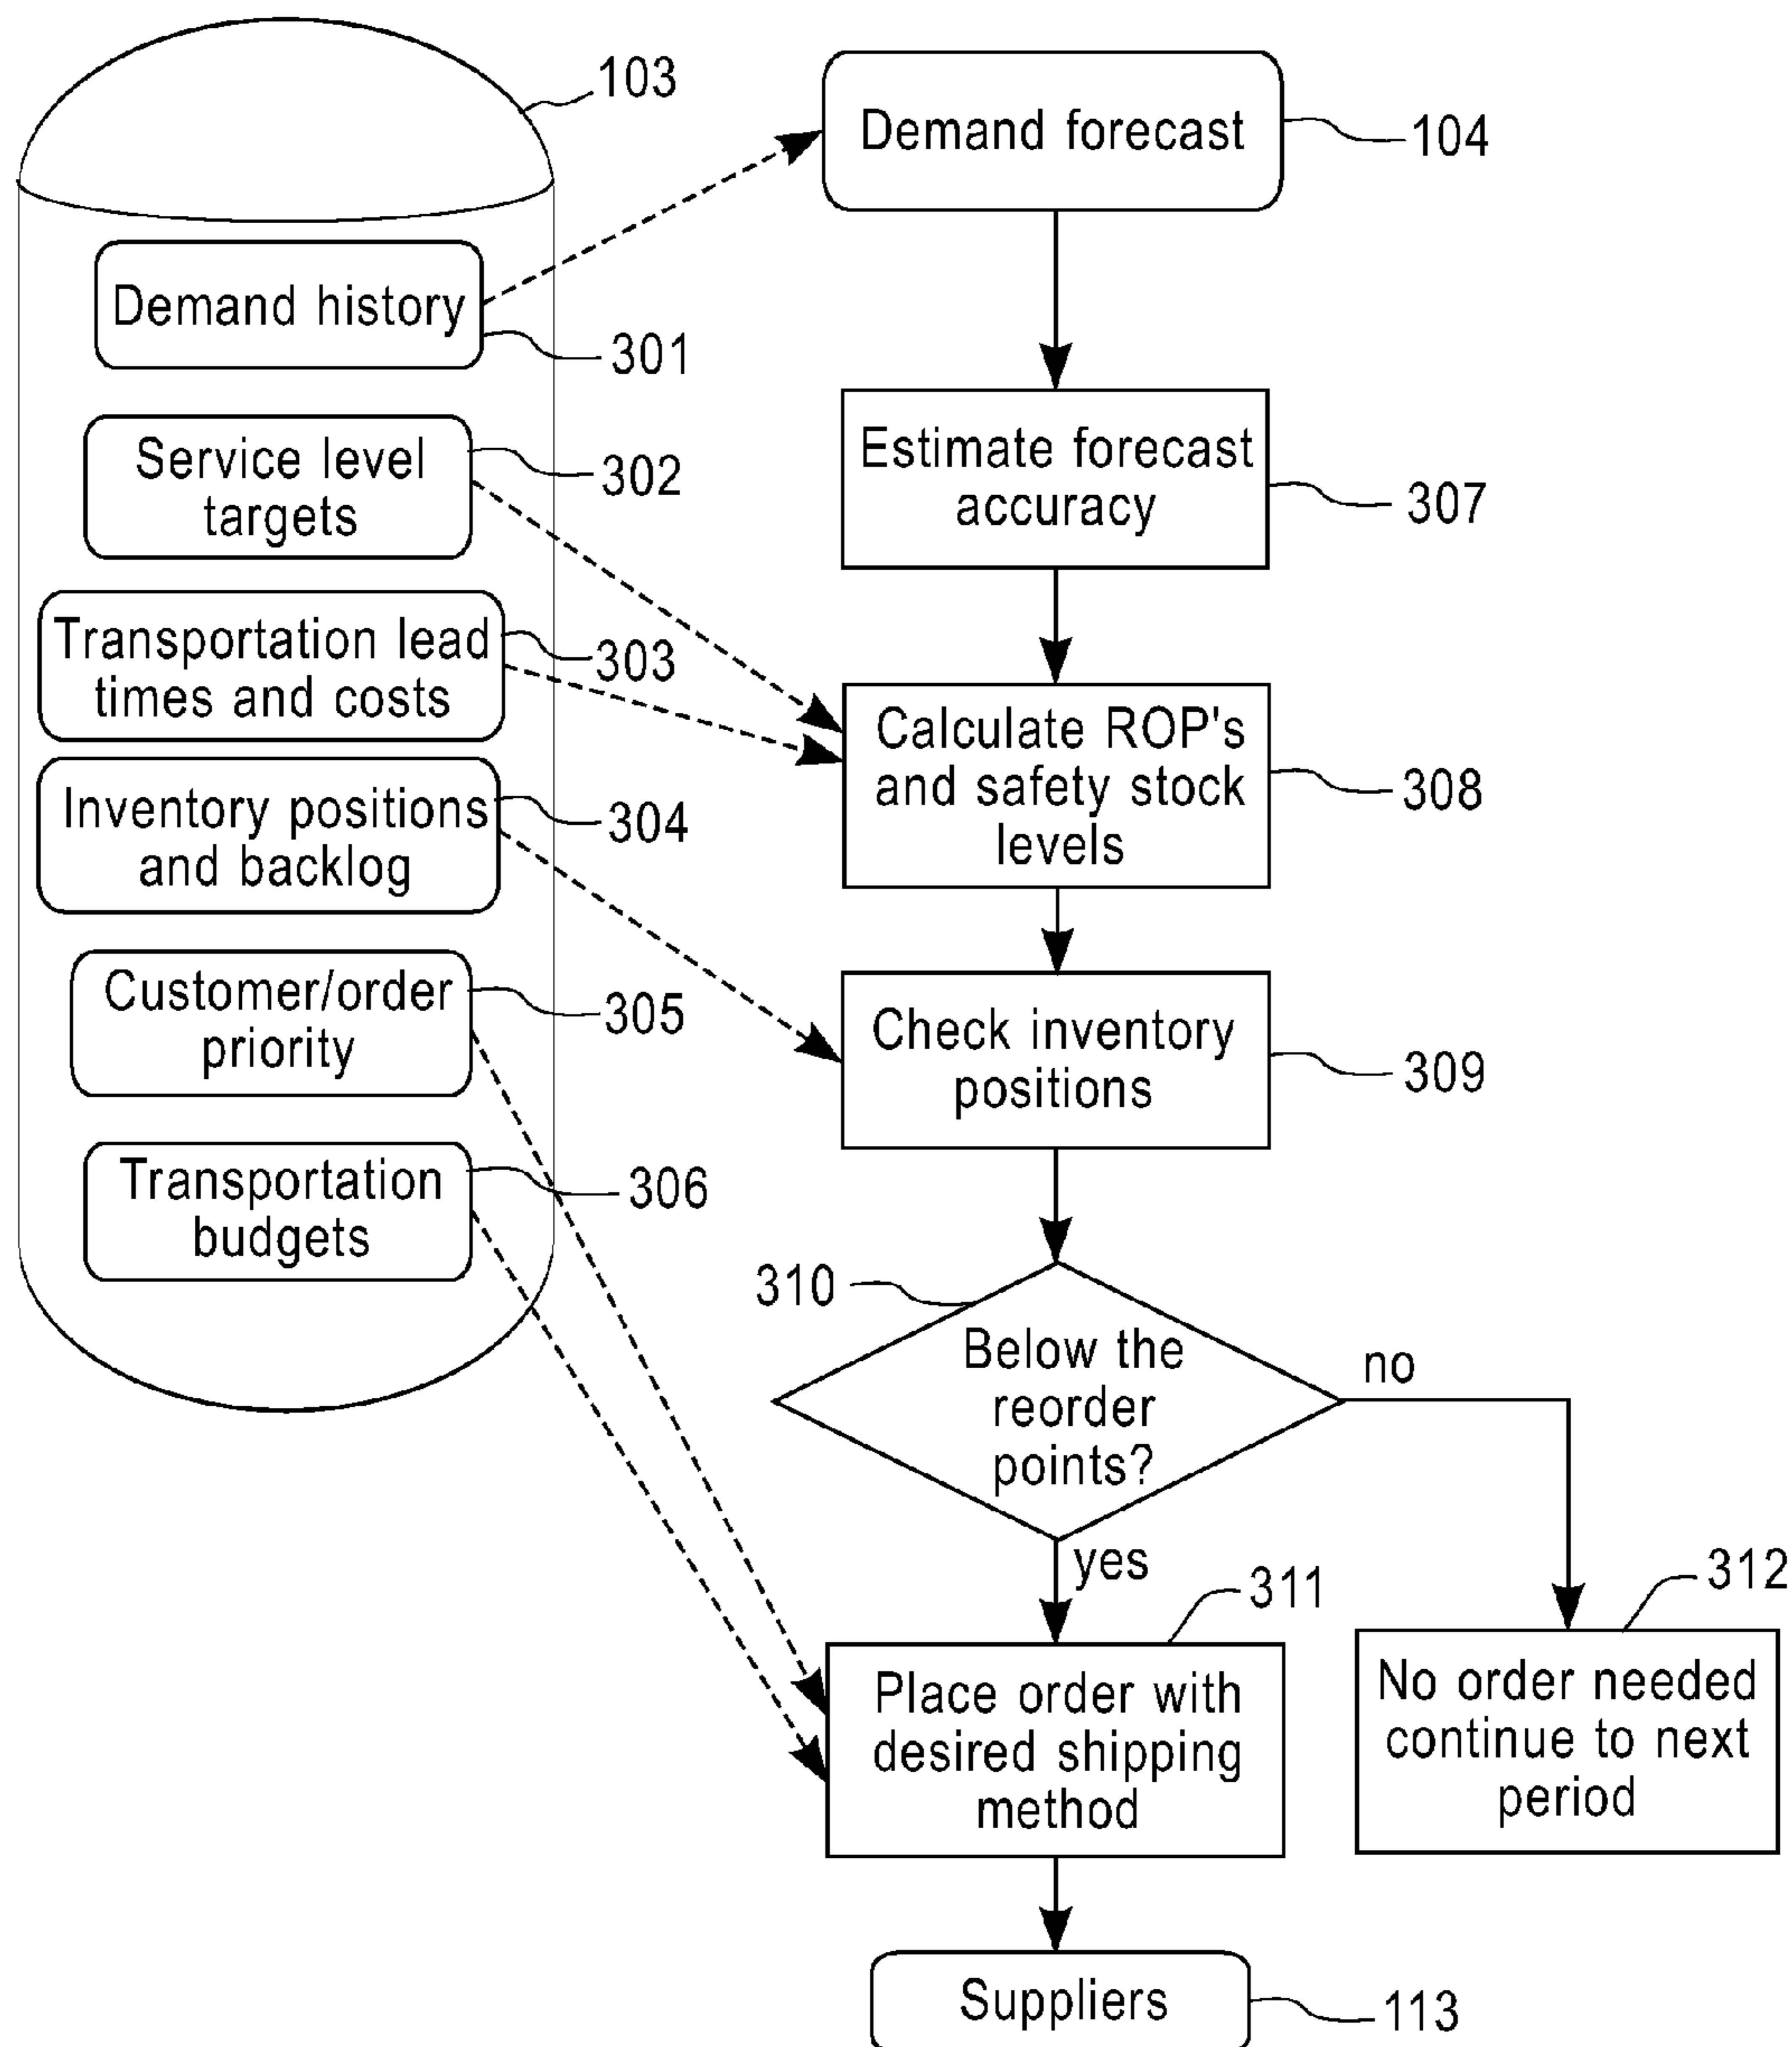 103
Demand history
301
Service level
targets
302
Transportation lead
times and costs
303
Inventory positions
and backlog
304
Customer/order
priority
305
Transportation
budgets
306
Demand forecast
104
Estimate forecast
accuracy
307
Calculate ROP's
and safety stock
levels
308
Check inventory
positions
309
310
Below the
reorder
points?
no
yes
311
Place order with
desired shipping
method
312
No order needed
continue to next
period
Suppliers
113